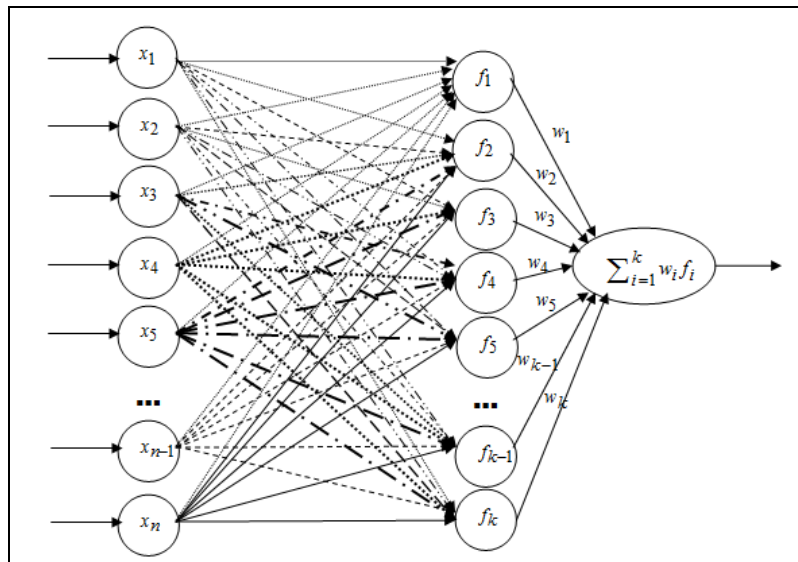 x1
x2
x3
x4
x5
...
xn−1
xn
f1
f2
f3
f4
f5
...
fk−1
fk
w1
w2
w3
w4
w5
wk−1
wk
∑i=1^k wi fi